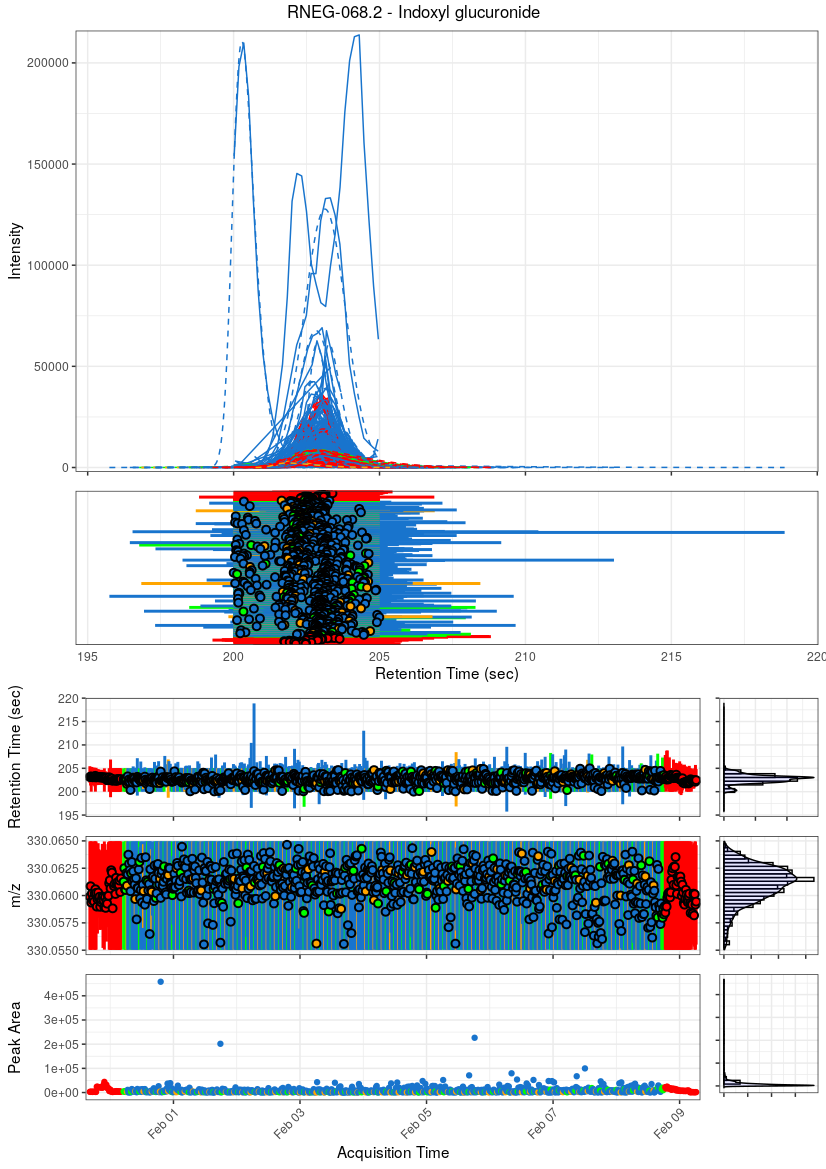 RNEG-068.2 - Indoxyl glucuronide
Intensity
200000
150000
100000
50000
0
195 200 205 210 215 220
Retention Time (sec)
Retention Time (sec)
220
215
210
205
200
195
m/z
330.0650
330.0625
330.0600
330.0575
330.0550
Peak Area
4e+05
3e+05
2e+05
1e+05
0e+00
Feb 01 Feb 03 Feb 05 Feb 07 Feb 09
Acquisition Time